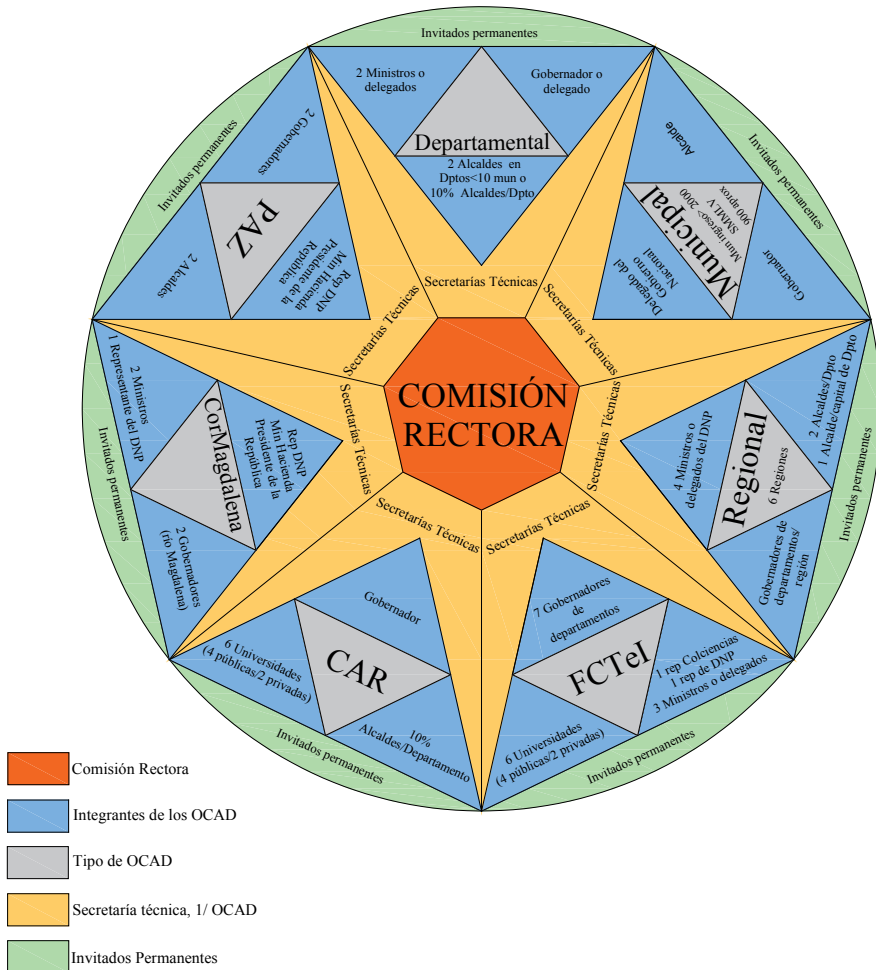 Invitados permanentes
2 Ministros o
delegados
Gobernador o
delegado
Departamental
2 Alcaldes en
Dptos<10 mun o
10% Alcaldes/Dpto
Secretarías Técnicas
Invitados permanentes
Alcalde
Municipal
Mun ingreso> 2000
SMMLV
900 aprox
Gobernador
Delegado del
Gobierno
Nacional
Secretarías Técnicas
Invitados permanentes
2 Alcaldes/Dpto
1 Alcalde/capital de Dpto
4 Ministros o
delegados del DNP
Regional
6 Regiones
Gobernadores de
departamentos/
región
Secretarías Técnicas
Invitados permanentes
7 Gobernadores
de
departamentos
FCTeI
1 rep Colciencias
1 rep de DNP
3 Ministros o delegados
6 Universidades
(4 públicas/2 privadas)
Secretarías Técnicas
Invitados permanentes
Gobernador
CAR
6 Universidades
(4 públicas/2 privadas)
10%
Alcaldes/Departamento
Secretarías Técnicas
Invitados permanentes
2 Ministros
1 Representante del DNP
CorMagdalena
Rep DNP
Min Hacienda
Presidente de la
República
2 Gobernadores
(río Magdalena)
Secretarías Técnicas
Invitados permanentes
2 Gobernadores
PAZ
2 Alcaldes
Rep DNP
Min Hacienda
Presidente de la
República
Secretarías Técnicas
COMISIÓN
RECTORA
Comisión Rectora
Integrantes de los OCAD
Tipo de OCAD
Secretaría técnica, 1/ OCAD
Invitados Permanentes